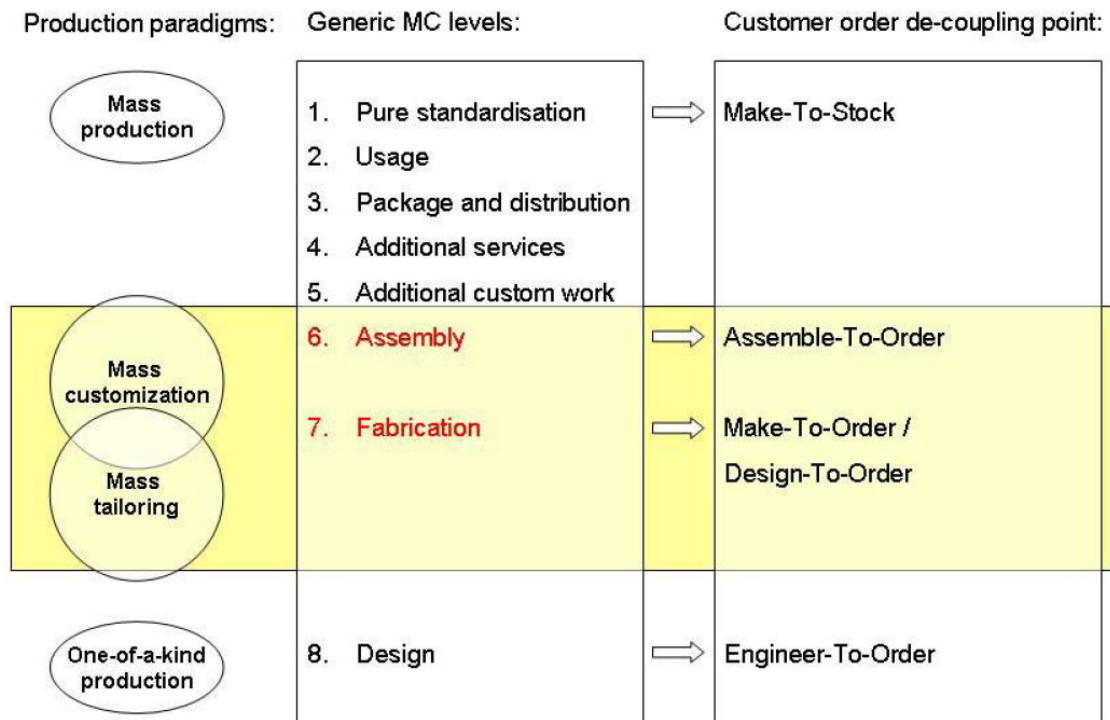 Production paradigms: Generic MC levels: Customer order de-coupling point:
Mass
production
1. Pure standardisation Make-To-Stock
2. Usage
3. Package and distribution
4. Additional services
5. Additional custom work
Mass
customization
6. Assembly Assemble-To-Order
7. Fabrication Make-To-Order /
Design-To-Order
Mass
tailoring
One-of-a-kind
production
8. Design Engineer-To-Order